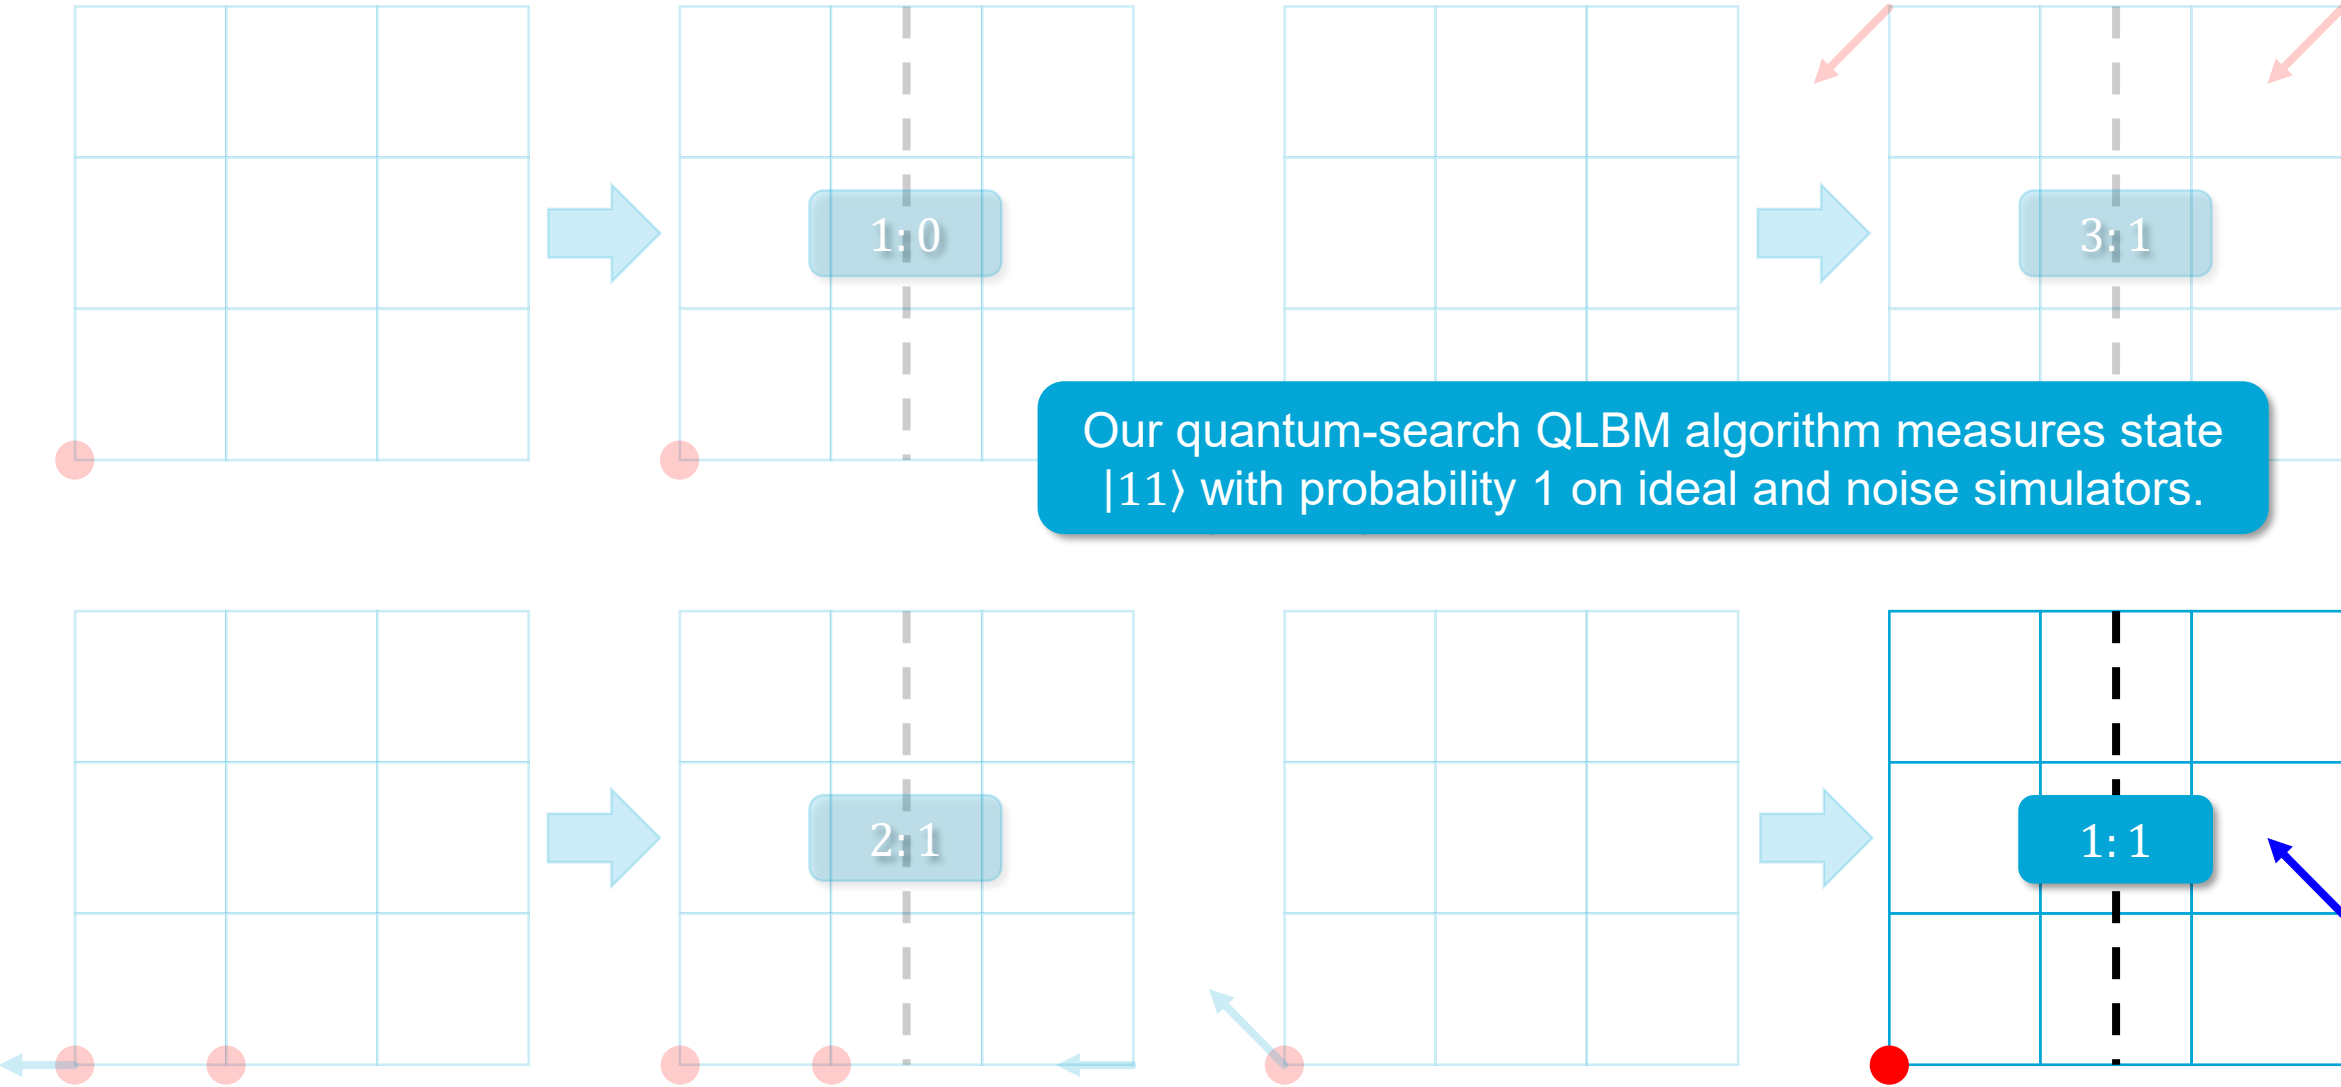 1: 0
3: 1
Our quantum-search QLBM algorithm measures state
|11⟩ with probability 1 on ideal and noise simulators.
2: 1
1: 1